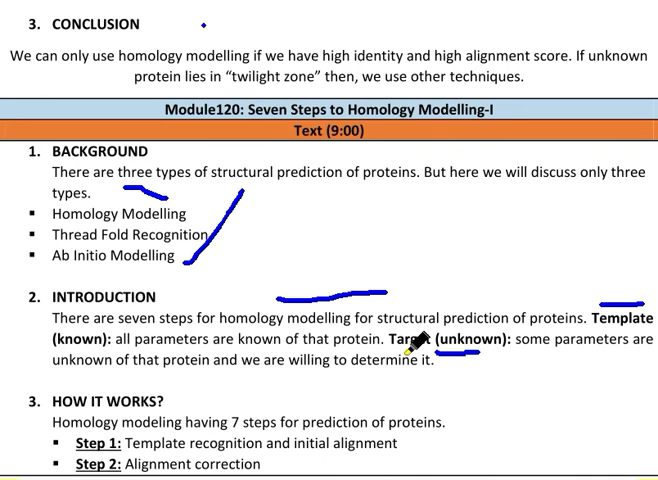 3. CONCLUSION
We can only use homology modelling if we have high identity and high alignment score. If unknown
protein lies in “twilight zone” then, we use other techniques.
Module120: Seven Steps to Homology Modelling-I
Text (9:00)
1. BACKGROUND
There are three types of structural prediction of proteins. But here we will discuss only three
types.
▪ Homology Modelling
▪ Thread Fold Recognition
▪ Ab Initio Modelling
2. INTRODUCTION
There are seven steps for homology modelling for structural prediction of proteins. Template
(known): all parameters are known of that protein. Target (unknown): some parameters are
unknown of that protein and we are willing to determine it.
3. HOW IT WORKS?
Homology modeling having 7 steps for prediction of proteins.
▪ Step 1: Template recognition and initial alignment
▪ Step 2: Alignment correction